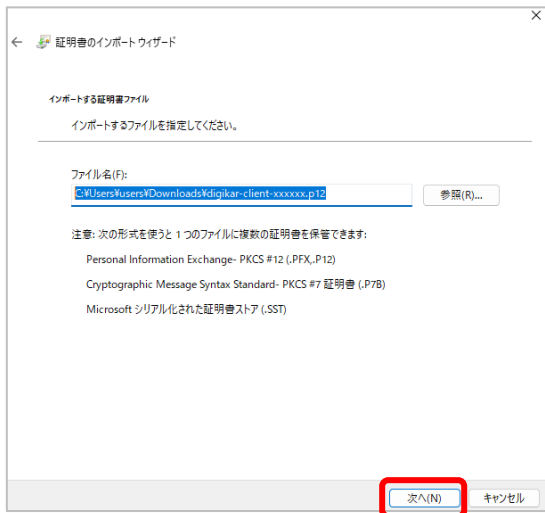 証明書のインポート ウィザード
インポートする証明書ファイル
インポートするファイルを指定してください。
ファイル名(F):
C:¥Users¥users¥Downloads¥digikar-client-xxxxxx.p12
参照(R)...
注意: 次の形式を使うと 1 つのファイルに複数の証明書を保管できます:
Personal Information Exchange- PKCS #12 (.PFX,.P12)
Cryptographic Message Syntax Standard- PKCS #7 証明書 (.P7B)
Microsoft シリアル化された証明書ストア (.SST)
次へ(N)
キャンセル